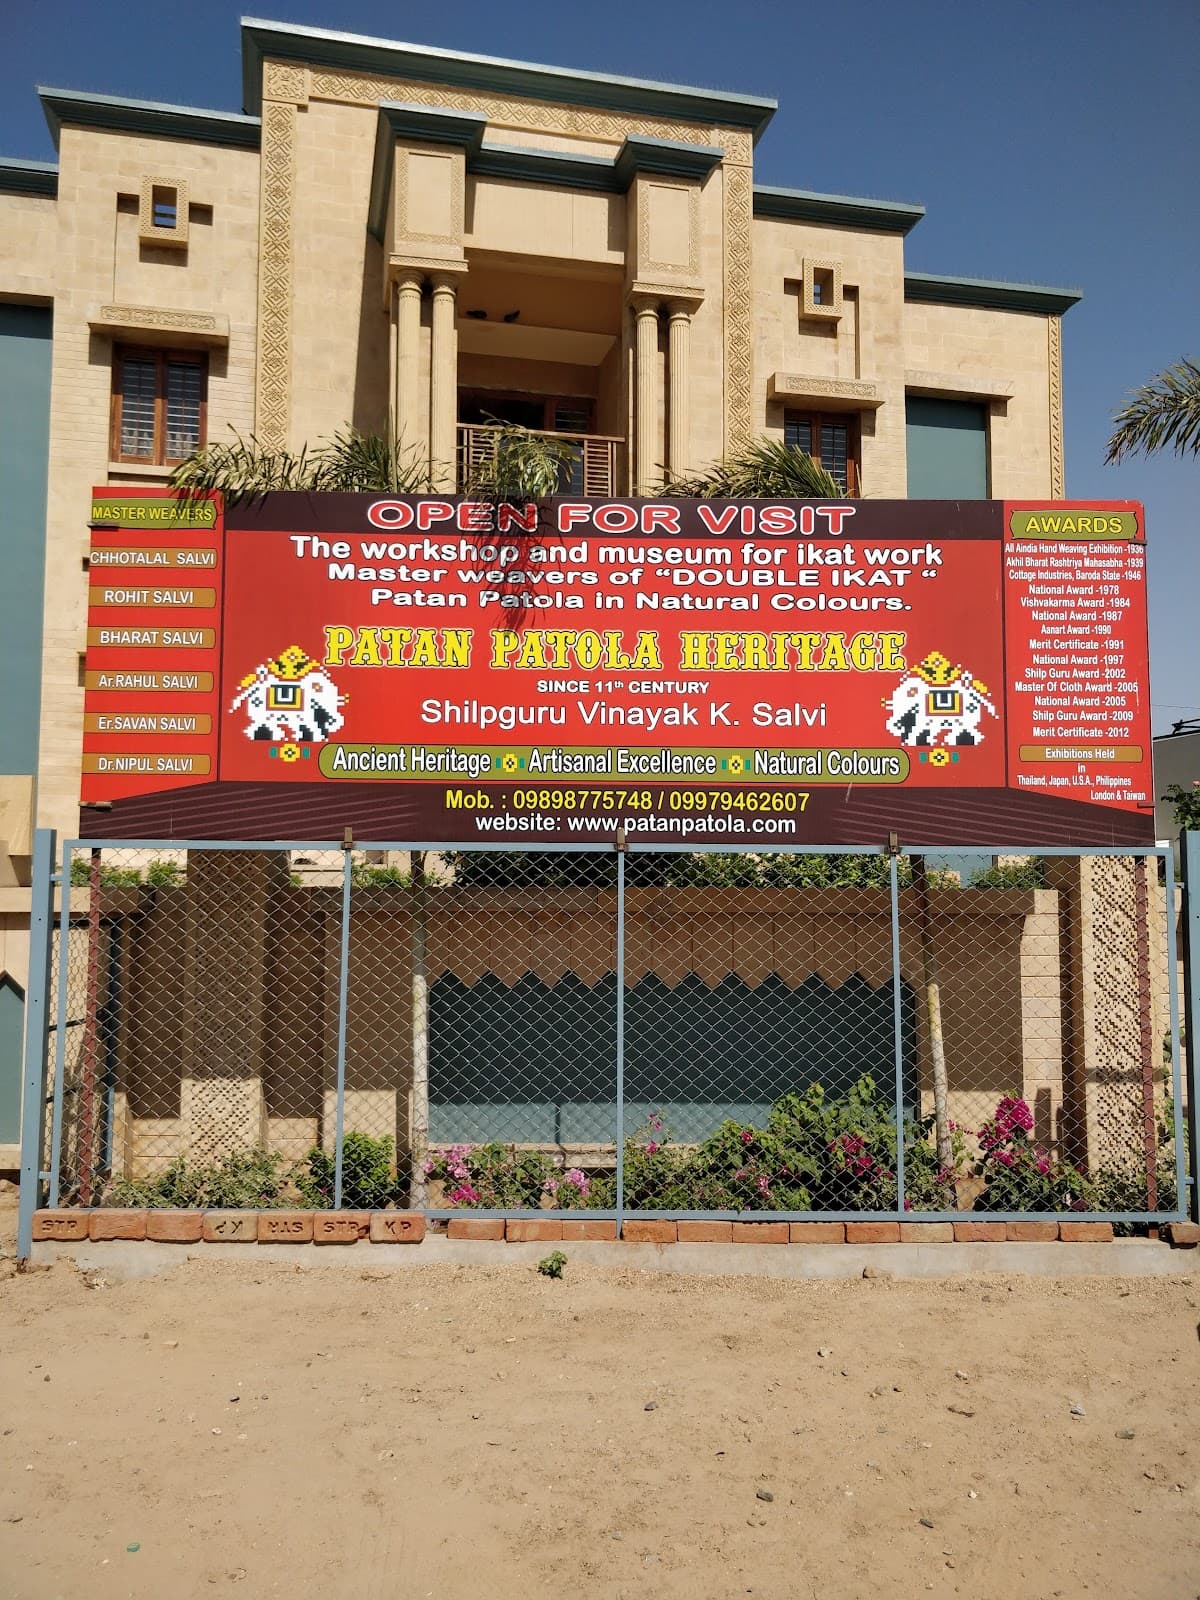 MASTER WEAVERS
CHHOTALAL SALVI
ROHIT SALVI
BHARAT SALVI
Ar.RAHUL SALVI
Er.SAVAN SALVI
Dr.NIPUL SALVI
OPEN FOR VISIT
The workshop and museum for ikat work
Master weavers of “DOUBLE IKAT “
Patan Patola in Natural Colours.
PATAN PATOLA HERITAGE
SINCE 11th CENTURY
Shilpguru Vinayak K. Salvi
Ancient Heritage Artisanal Excellence Natural Colours
Mob. : 09898775748 / 09979462607
website: www.patanpatola.com
AWARDS
All Aindia Hand Weaving Exhibition -1936
Akhil Bharat Rashtriya Mahasabha -1939
Cottage Industries, Baroda State -1946
National Award -1978
Vishvakarma Award -1984
National Award -1987
Aanart Award -1990
Merit Certificate -1991
National Award -1997
Shilp Guru Award -2002
Master Of Cloth Award -2005
National Award -2005
Shilp Guru Award -2009
Merit Certificate -2012
Exhibitions Held
in
Thailand, Japan, U.S.A., Philippines
London & Taiwan
STR KP STR STR KP